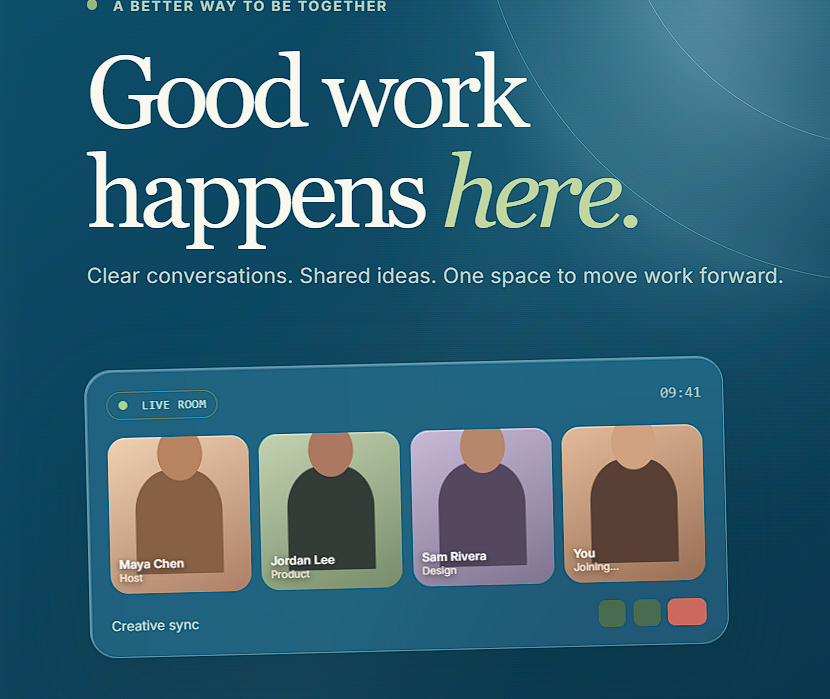 A BETTER WAY TO BE TOGETHER
Good work
happens here.
Clear conversations. Shared ideas. One space to move work forward.
LIVE ROOM
09:41
Maya Chen
Host
Jordan Lee
Product
Sam Rivera
Design
You
Joining...
Creative sync